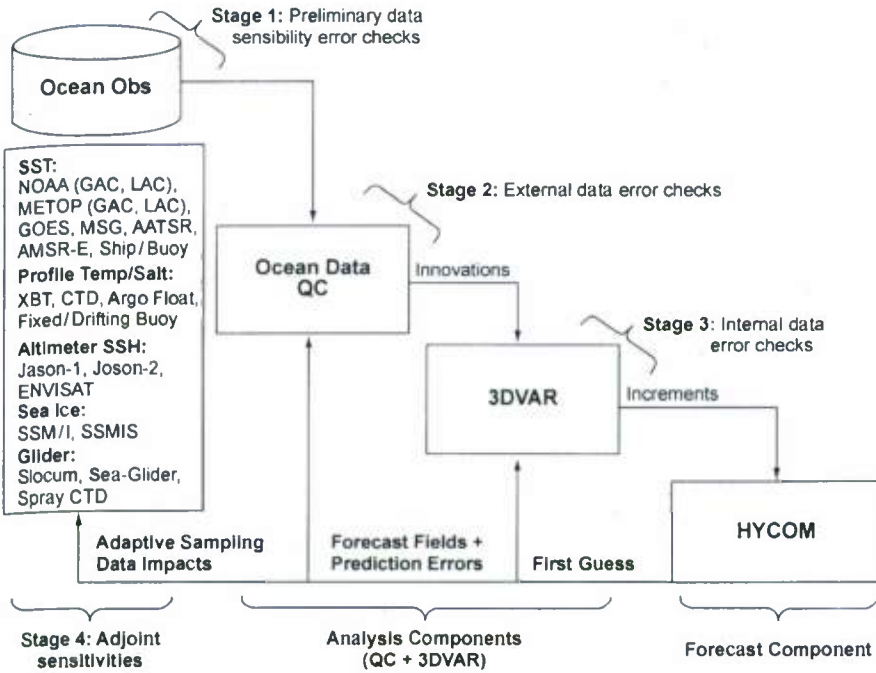 Stage 1: Preliminary data
sensibility error checks
Ocean Obs
SST:
NOAA (GAC, LAC),
METOP (GAC, LAC),
GOES, MSG, AATSR,
AMSR-E, Ship/Buoy
Profile Temp/Salt:
XBT, CTD, Argo Float,
Fixed/Drifting Buoy
Altimeter SSH:
Jason-1, Joson-2,
ENVISAT
Sea Ice:
SSM/I, SSMIS
Glider:
Slocum, Sea-Glider,
Spray CTD
Stage 2: External data error checks
Ocean Data
QC
Innovations
Stage 3: Internal data
error checks
3DVAR
Increments
HYCOM
Adaptive Sampling
Data Impacts
Forecast Fields +
Prediction Errors
First Guess
Stage 4: Adjoint
sensitivities
Analysis Components
(QC + 3DVAR)
Forecast Component